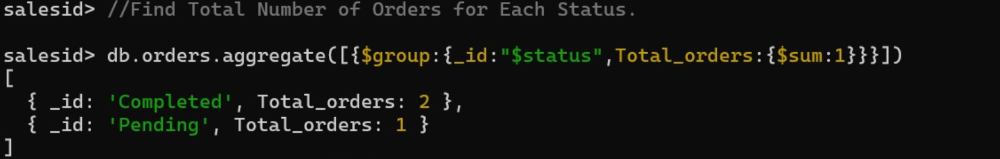 salesid> //Find Total Number of Orders for Each Status.
salesid> db.orders.aggregate([{$group:{_id:"$status",Total_orders:{$sum:1}}}])
[
  { _id: 'Completed', Total_orders: 2 },
  { _id: 'Pending', Total_orders: 1 }
]